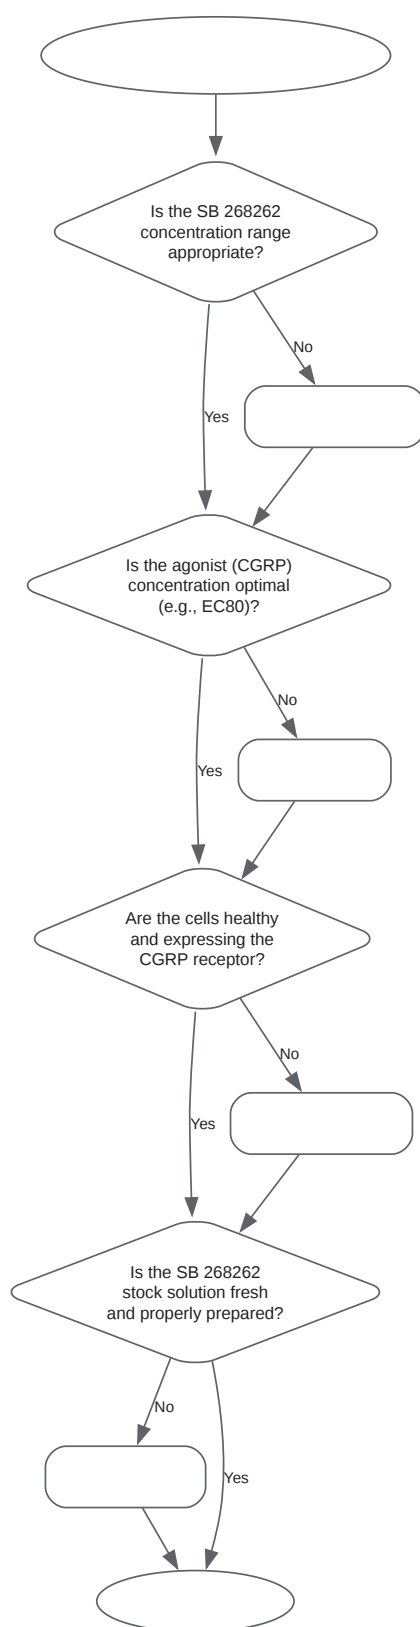 Is the SB 268262
concentration range
appropriate?
No
Yes
Is the agonist (CGRP)
concentration optimal
(e.g., EC80)?
No
Yes
Are the cells healthy
and expressing the
CGRP receptor?
No
Yes
Is the SB 268262
stock solution fresh
and properly prepared?
No
Yes